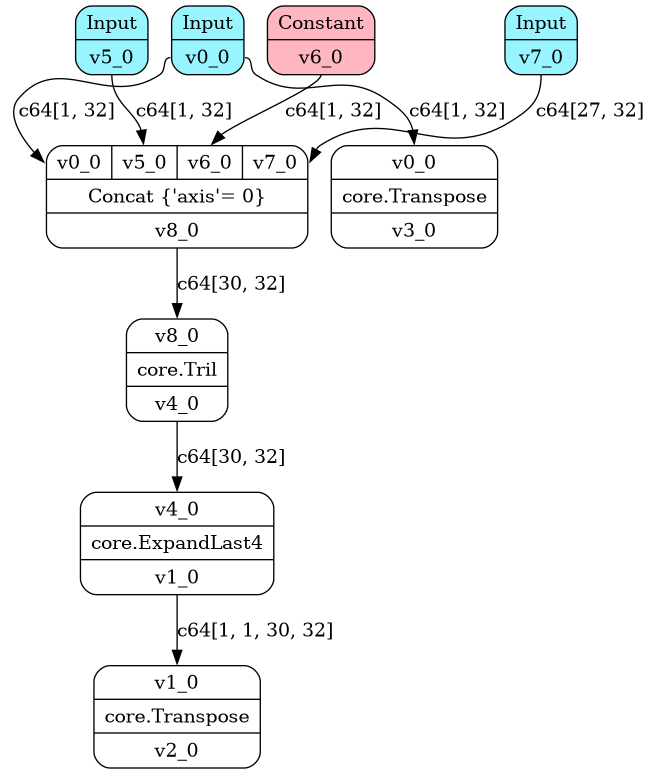 Input
v5_0
Input
v0_0
Constant
v6_0
Input
v7_0
c64[1, 32]
c64[1, 32]
c64[1, 32]
c64[1, 32]
c64[27, 32]
v0_0
v5_0
v6_0
v7_0
Concat {'axis'= 0}
v8_0
v0_0
core.Transpose
v3_0
c64[30, 32]
v8_0
core.Tril
v4_0
c64[30, 32]
v4_0
core.ExpandLast4
v1_0
c64[1, 1, 30, 32]
v1_0
core.Transpose
v2_0